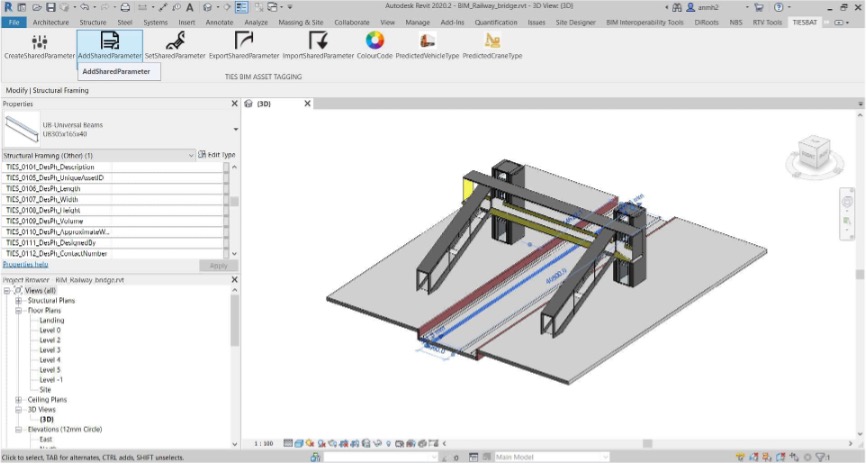 Autodesk Revit 2020.2 - BIM_Railway_bridge.rvt - 3D View: {3D}
anmh2
File Architecture Structure Steel Systems Insert Annotate Analyze Massing & Site Collaborate View Manage Add-Ins Quantification Issues Site Designer BIM Interoperability Tools DiRoots NBS RTV Tools TIESBAT
CreateSharedParameter AddSharedParameter SetSharedParameter ExportSharedParameter ImportSharedParameter ColourCode PredictedVehicleType PredictedCraneType
AddSharedParameter
TIES BIM ASSET TAGGING
Modify | Structural Framing
Properties
{3D}
UB-Universal Beams
UB305x165x40
Structural Framing (Other) (1)
Edit Type
TIES_0104_DesPh_Description
TIES_0105_DesPh_UniqueAssetID
TIES_0106_DesPh_Length
TIES_0107_DesPh_Width
TIES_0108_DesPh_Height
TIES_0109_DesPh_Volume
TIES_0110_DesPh_ApproximateW...
TIES_0111_DesPh_DesignedBy
TIES_0112_DesPh_ContactNumber
Properties help
Apply
Project Browser - BIM_Railway_bridge.rvt
Views (all)
Structural Plans
Floor Plans
Landing
Level 0
Level 2
Level 3
Level 4
Level 5
Level -1
Site
Ceiling Plans
3D Views
{3D}
Elevations (12mm Circle)
East
1 : 100
Click to select, TAB for alternates, CTRL adds, SHIFT unselects.
:0
Main Model
:1